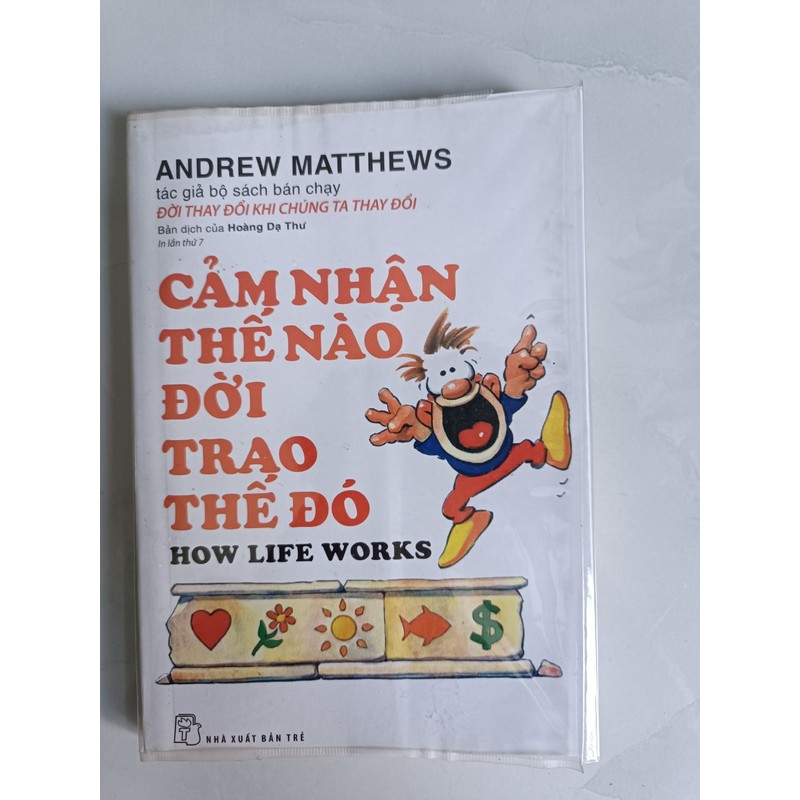 ANDREW MATTHEWS
tác giả bộ sách bán chạy
ĐỜI THAY ĐỔI KHI CHÚNG TA THAY ĐỔI
Bản dịch của Hoàng Dạ Thư
In lần thứ 7
CẢM NHẬN
THẾ NÀO
ĐỜI
TRAO
THẾ ĐÓ
HOW LIFE WORKS
$
T
NHÀ XUẤT BẢN TRẺ